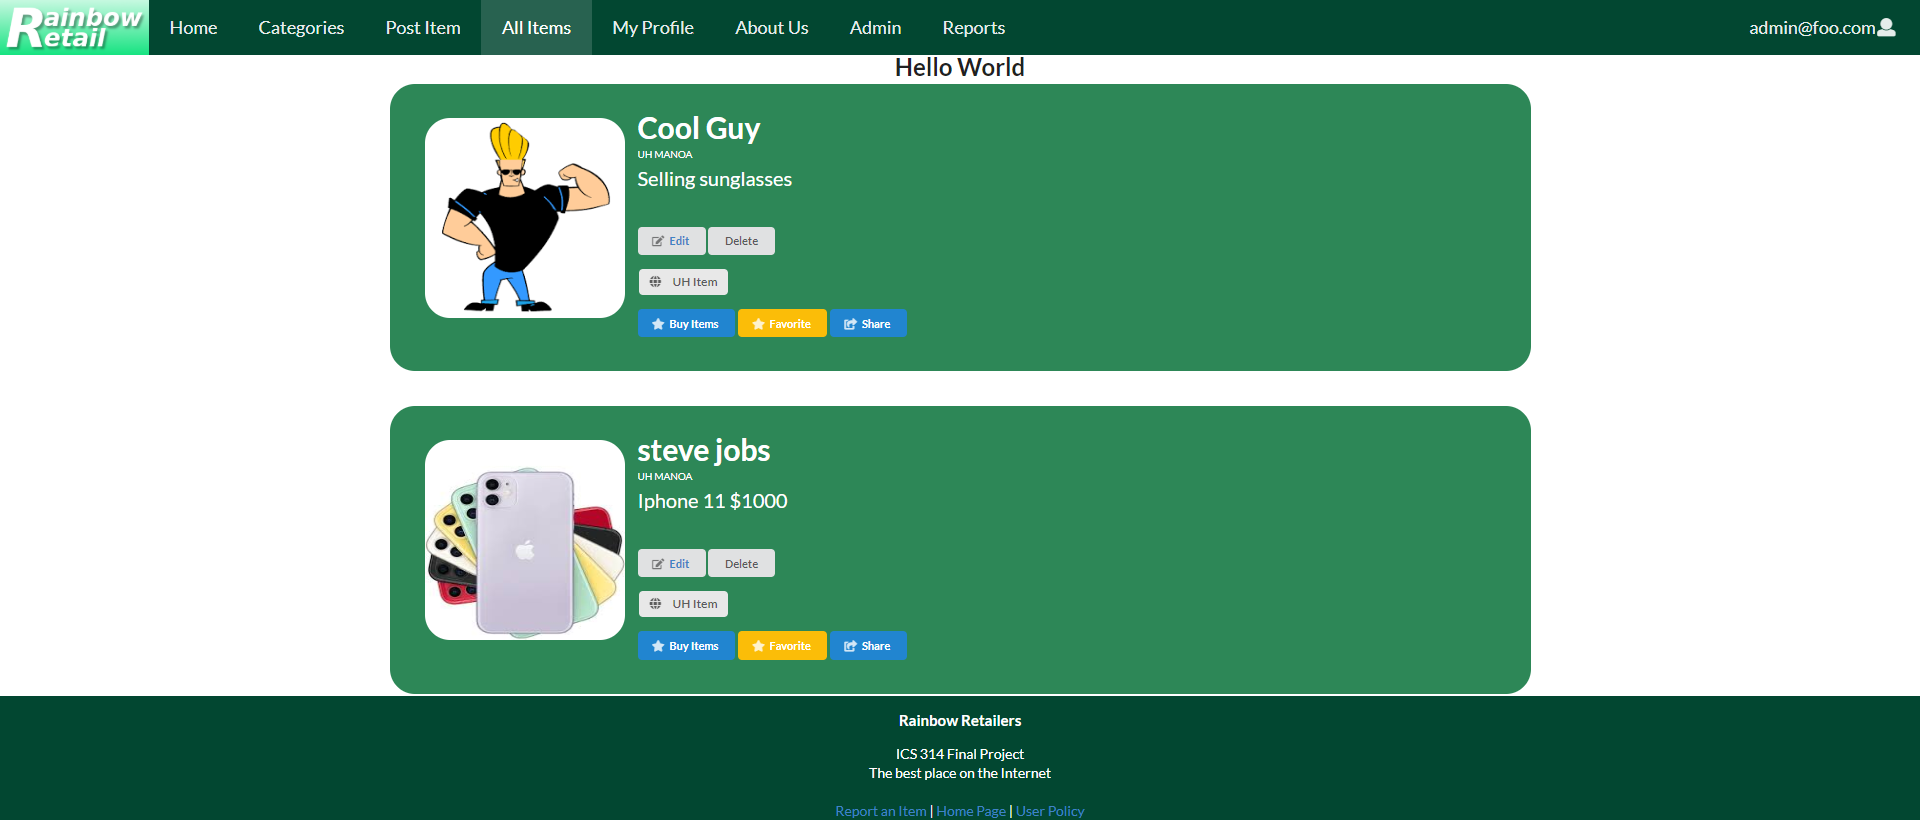 Rainbow
Retail
Home
Categories
Post Item
All Items
My Profile
About Us
Admin
Reports
admin@foo.com
Hello World
Cool Guy
UH MANOA
Selling sunglasses
Edit
Delete
UH Item
Buy Items
Favorite
Share
steve jobs
UH MANOA
Iphone 11 $1000
Edit
Delete
UH Item
Buy Items
Favorite
Share
Rainbow Retailers
ICS 314 Final Project
The best place on the Internet
Report an Item | Home Page | User Policy